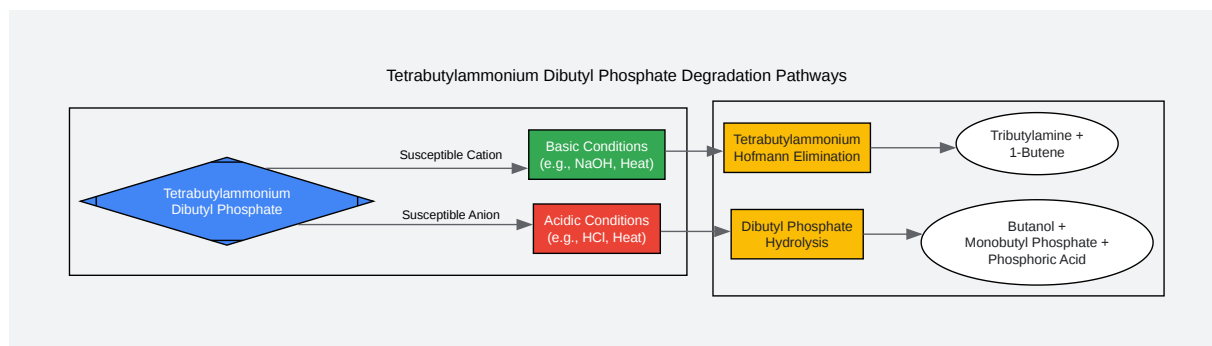 Tetrabutylammonium Dibutyl Phosphate Degradation Pathways
Tetrabutylammonium
Dibutyl Phosphate
Susceptible Cation
Basic Conditions
(e.g., NaOH, Heat)
Tetrabutylammonium
Hofmann Elimination
Tributylamine +
1-Butene
Susceptible Anion
Acidic Conditions
(e.g., HCl, Heat)
Dibutyl Phosphate
Hydrolysis
Butanol +
Monobutyl Phosphate +
Phosphoric Acid